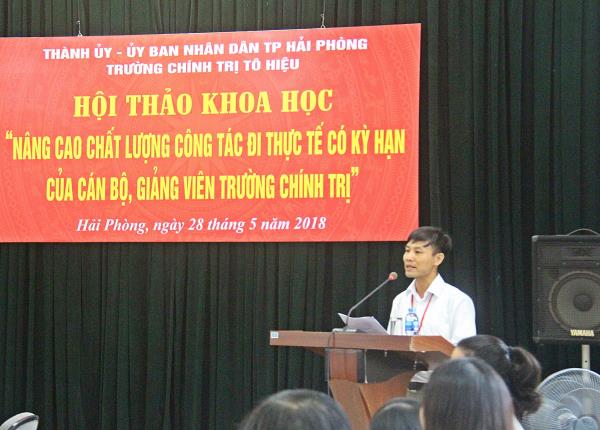 THÀNH ỦY - ỦY BAN NHÂN DÂN TP HẢI PHÒNG
TRƯỜNG CHÍNH TRỊ TÔ HIỆU
HỘI THẢO KHOA HỌC
“NÂNG CAO CHẤT LƯỢNG CÔNG TÁC ĐI THỰC TẾ CÓ KỲ HẠN
CỦA CÁN BỘ, GIẢNG VIÊN TRƯỜNG CHÍNH TRỊ”
Hải Phòng, ngày 28 tháng 5 năm 2018
YAMAHA